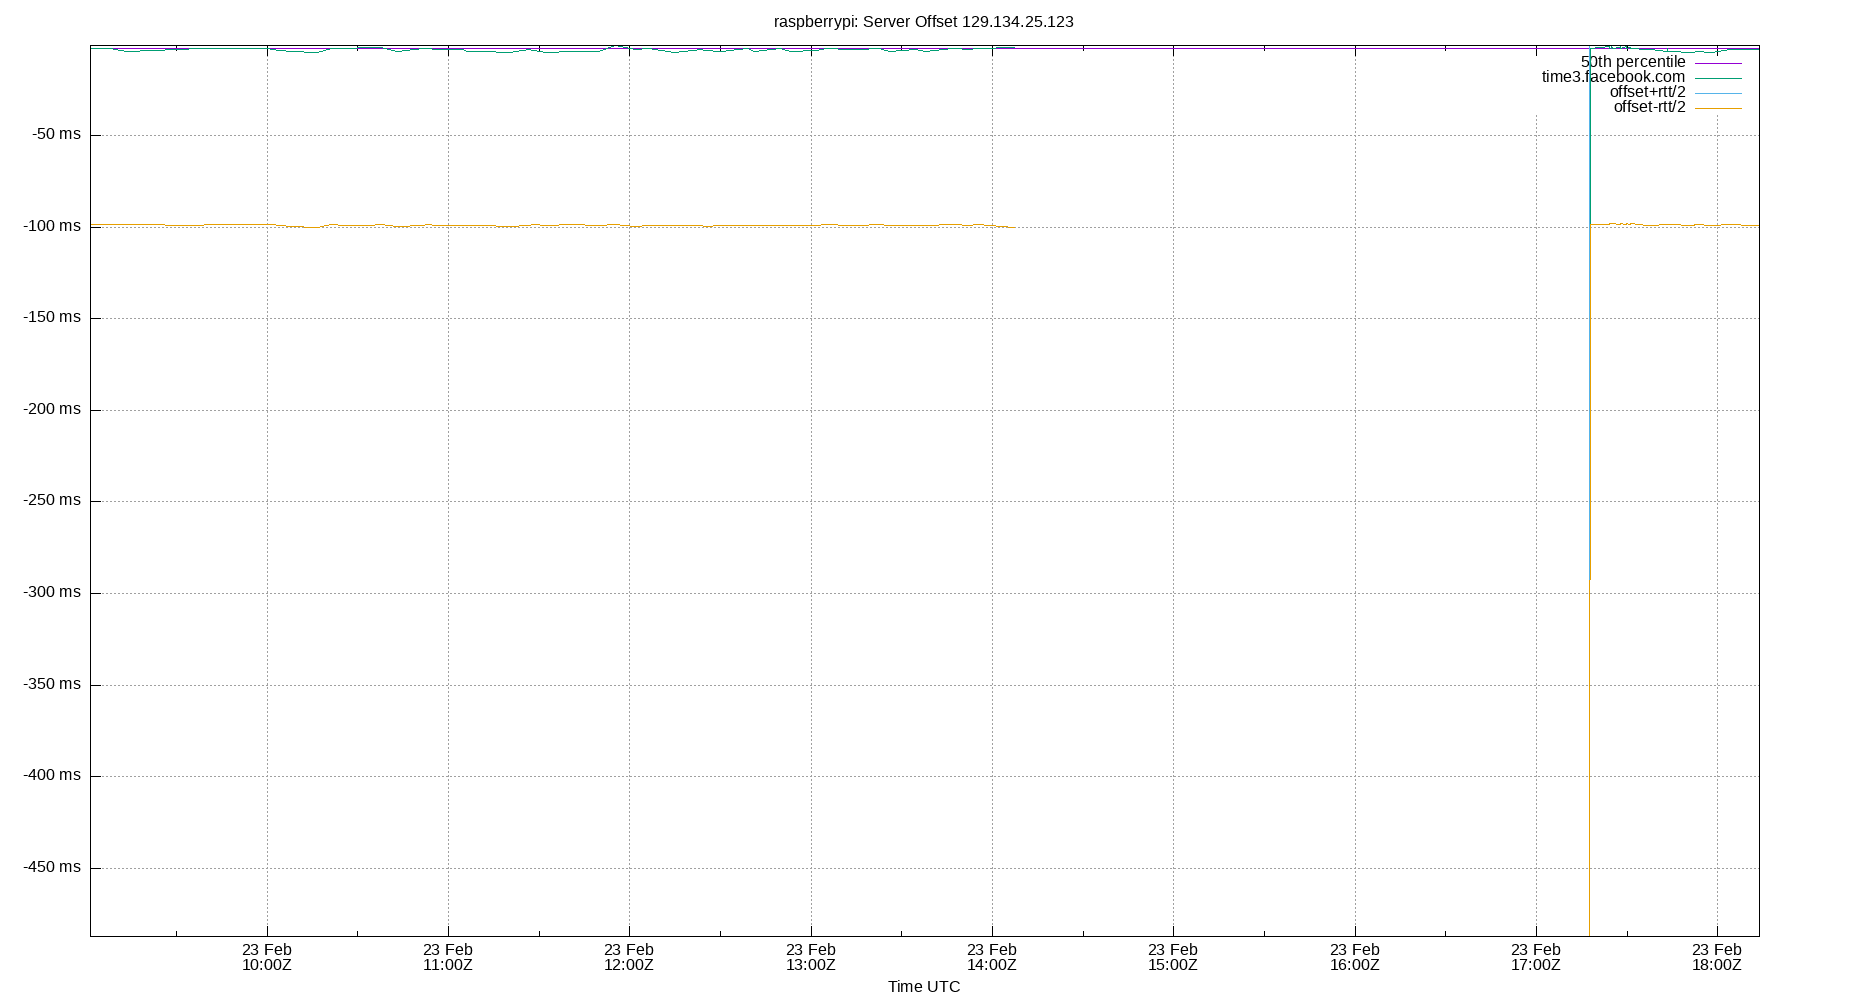 raspberrypi: Server Offset 129.134.25.123
50th percentile
time3.facebook.com
offset+rtt/2
offset-rtt/2
-50 ms
-100 ms
-150 ms
-200 ms
-250 ms
-300 ms
-350 ms
-400 ms
-450 ms
23 Feb 23 Feb 23 Feb 23 Feb 23 Feb 23 Feb 23 Feb 23 Feb 23 Feb
10:00Z 11:00Z 12:00Z 13:00Z 14:00Z 15:00Z 16:00Z 17:00Z 18:00Z
Time UTC